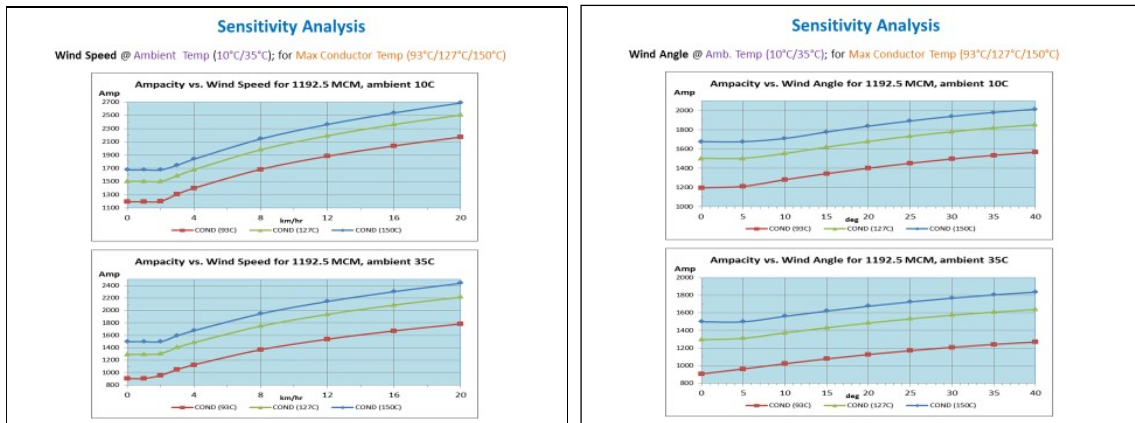 Sensitivity Analysis
Wind Speed @ Ambient Temp (10°C/35°C); for Max Conductor Temp (93°C/127°C/150°C)
Ampacity vs. Wind Speed for 1192.5 MCM, ambient 10C
Amp
2700
2500
2300
2100
1900
1700
1500
1300
1100
0 4 8 12 16 20
km/hr
COND (93C) COND (127C) COND (150C)
Ampacity vs. Wind Speed for 1192.5 MCM, ambient 35C
Amp
2400
2200
2000
1800
1600
1400
1200
1000
800
0 4 8 12 16 20
km/hr
COND (93C) COND (127C) COND (150C)
Sensitivity Analysis
Wind Angle @ Amb. Temp (10°C/35°C); for Max Conductor Temp (93°C/127°C/150°C)
Ampacity vs. Wind Angle for 1192.5 MCM, ambient 10C
Amp
2000
1800
1600
1400
1200
1000
0 5 10 15 20 25 30 35 40
deg
COND (93C) COND (127C) COND (150C)
Ampacity vs. Wind Angle for 1192.5 MCM, ambient 35C
Amp
2000
1800
1600
1400
1200
1000
800
0 5 10 15 20 25 30 35 40
deg
COND (93C) COND (127C) COND (150C)